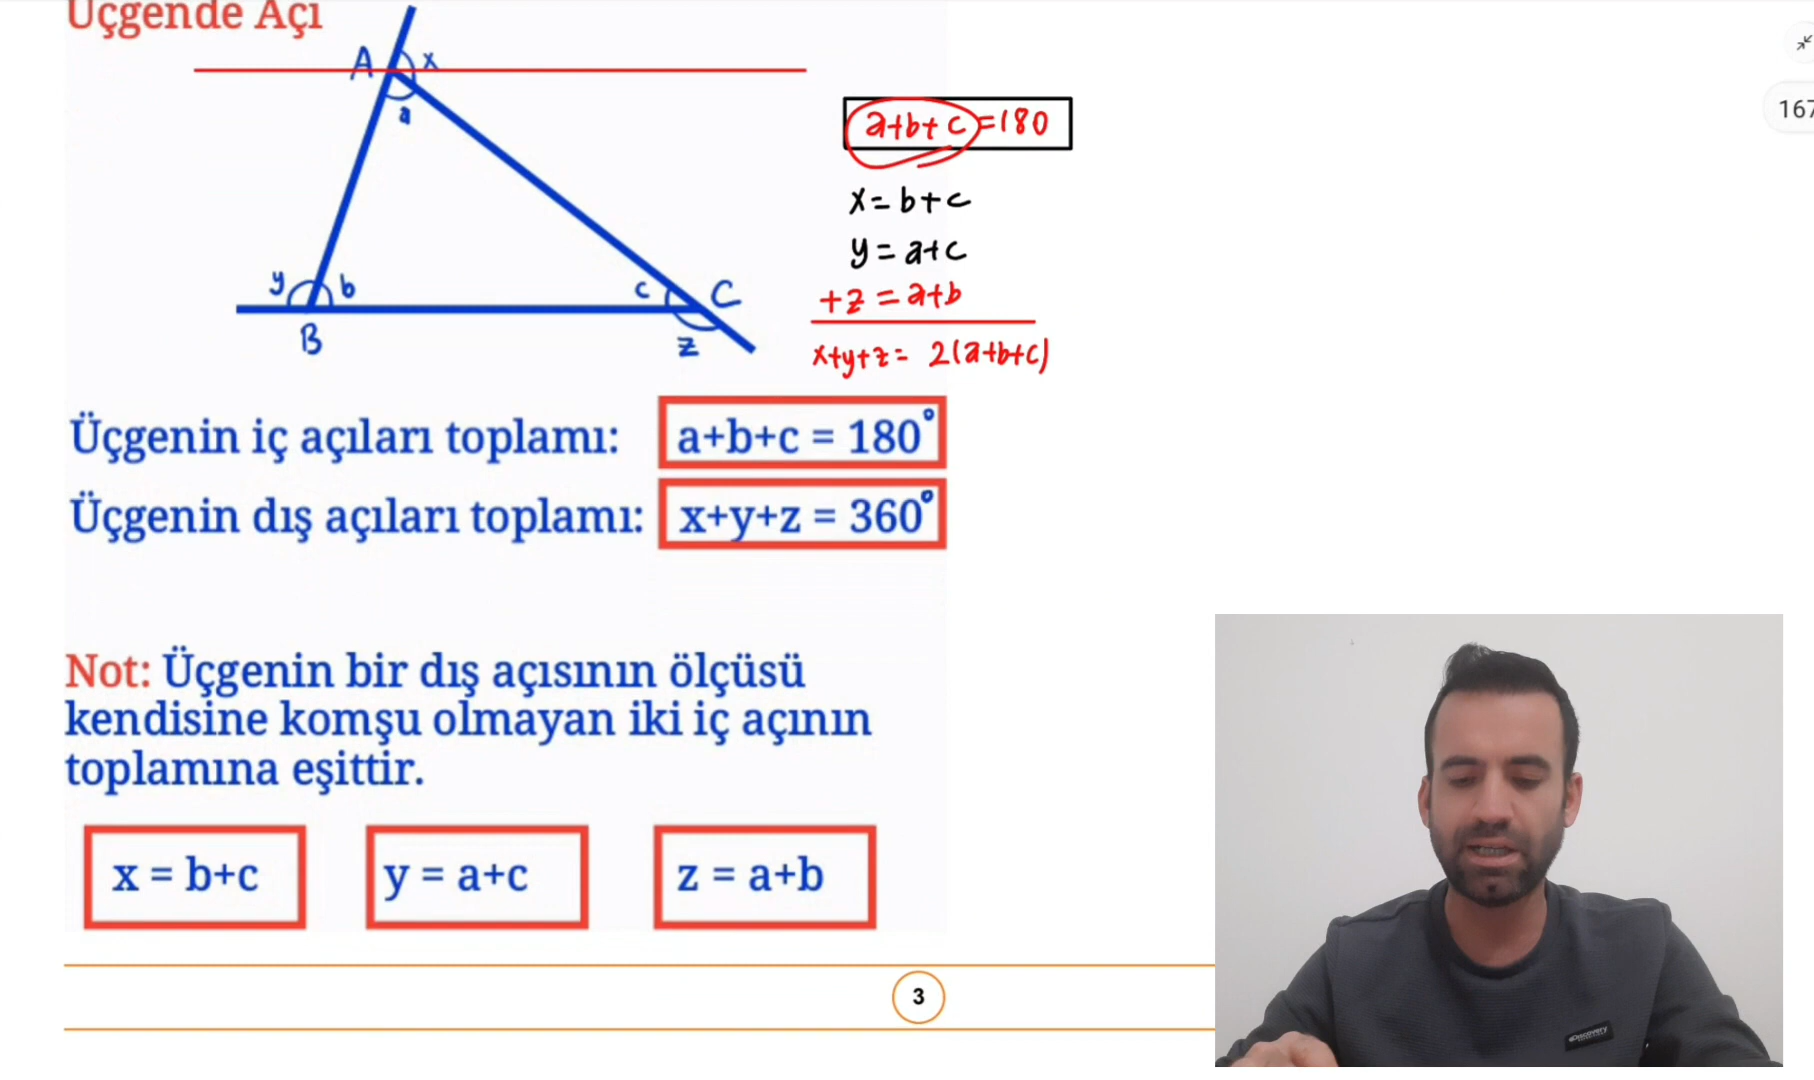 Üçgende Açı
A
x
a
y
b
c
C
B
z
a+b+c=180
x=b+c
y=a+c
+z=a+b
x+y+z= 2(a+b+c)
Üçgenin iç açıları toplamı: a+b+c = 180°
Üçgenin dış açıları toplamı: x+y+z = 360°
Not: Üçgenin bir dış açısının ölçüsü
kendisine komşu olmayan iki iç açının
toplamına eşittir.
x = b+c y = a+c z = a+b
3
167
Discovery